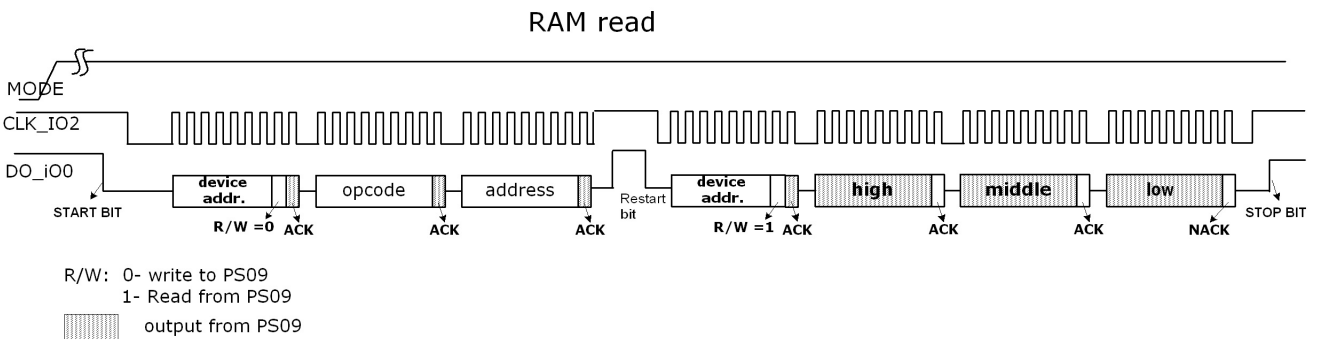 RAM read
MODE
CLK_IO2
DO_iO0
START BIT
device
addr.
R/W =0
ACK
opcode
ACK
address
ACK
Restart
bit
device
addr.
R/W =1
ACK
high
ACK
middle
ACK
low
NACK
STOP BIT
R/W: 0- write to PS09
1- Read from PS09
output from PS09